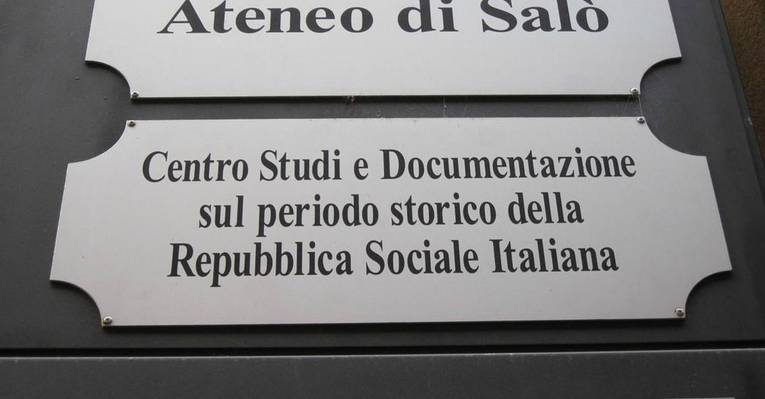 Ateneo di Salò
Centro Studi e Documentazione
sul periodo storico della
Repubblica Sociale Italiana